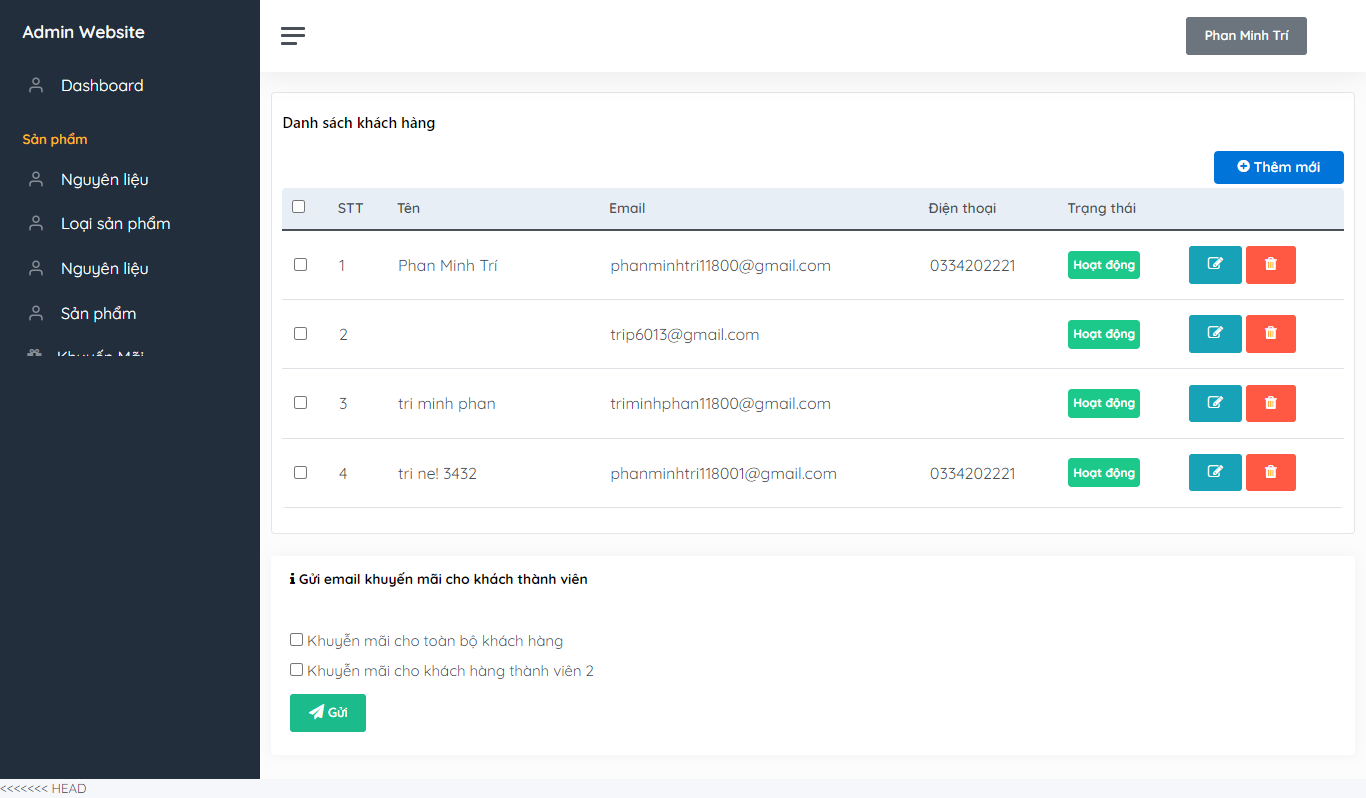 Admin Website
Phan Minh Trí
Dashboard
Sản phẩm
Nguyên liệu
Loại sản phẩm
Nguyên liệu
Sản phẩm
Khuyến Mãi
Danh sách khách hàng
Thêm mới
STT Tên Email Điện thoại Trạng thái
1 Phan Minh Trí phanminhtri11800@gmail.com 0334202221 Hoạt động
2 trip6013@gmail.com Hoạt động
3 tri minh phan triminhphan11800@gmail.com Hoạt động
4 tri ne! 3432 phanminhtri118001@gmail.com 0334202221 Hoạt động
Gửi email khuyến mãi cho khách thành viên
Khuyễn mãi cho toàn bộ khách hàng
Khuyễn mãi cho khách hàng thành viên 2
Gửi
<<<<<<< HEAD